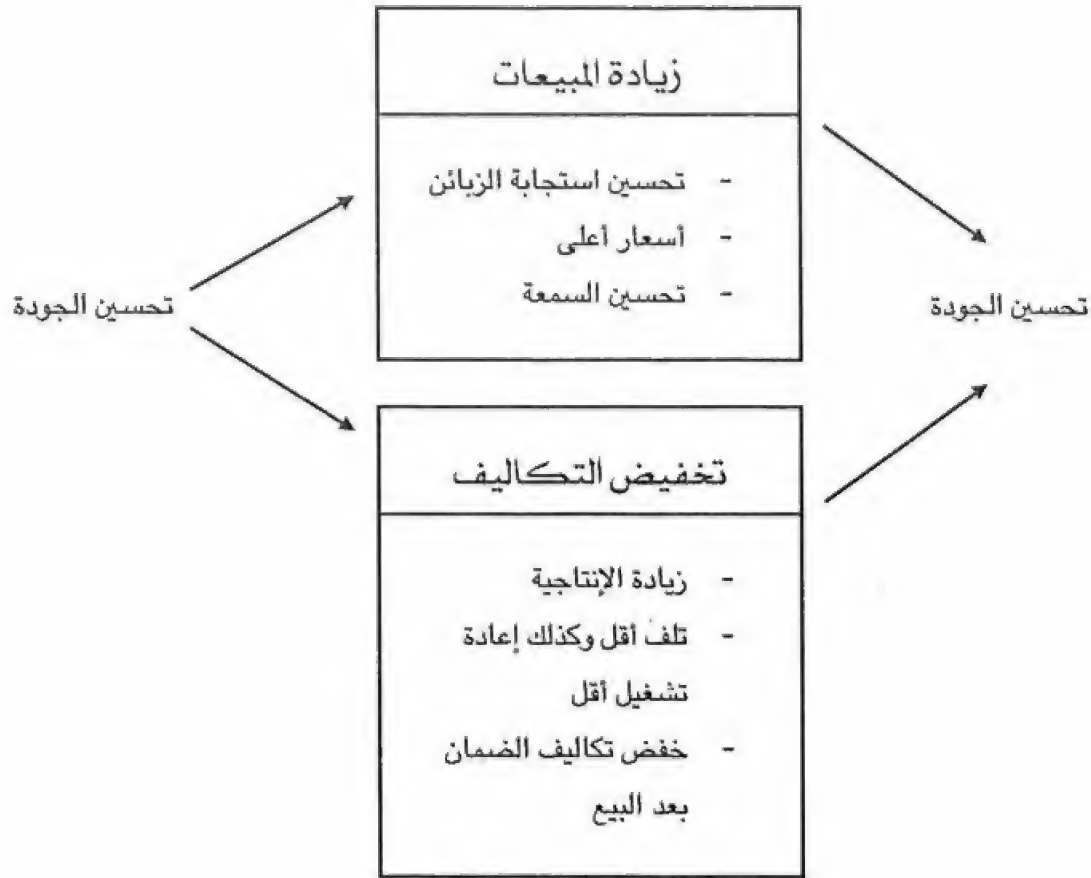 زيادة المبيعات
- تحسين استجابة الزبائن
- أسعار أعلى
- تحسين السمعة
تحسين الجودة
تحسين الجودة
تخفيض التكاليف
- زيادة الإنتاجية
- تلف أقل وكذلك إعادة
تشغيل أقل
- خفض تكاليف الضمان
بعد البيع